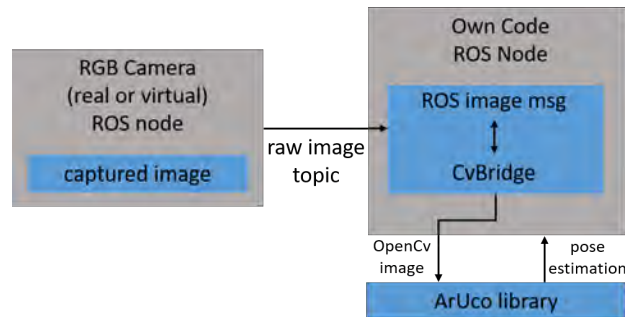 RGB Camera
(real or virtual)
ROS node
captured image
raw image
topic
Own Code
ROS Node
ROS image msg
CvBridge
OpenCv
image
pose
estimation
ArUco library